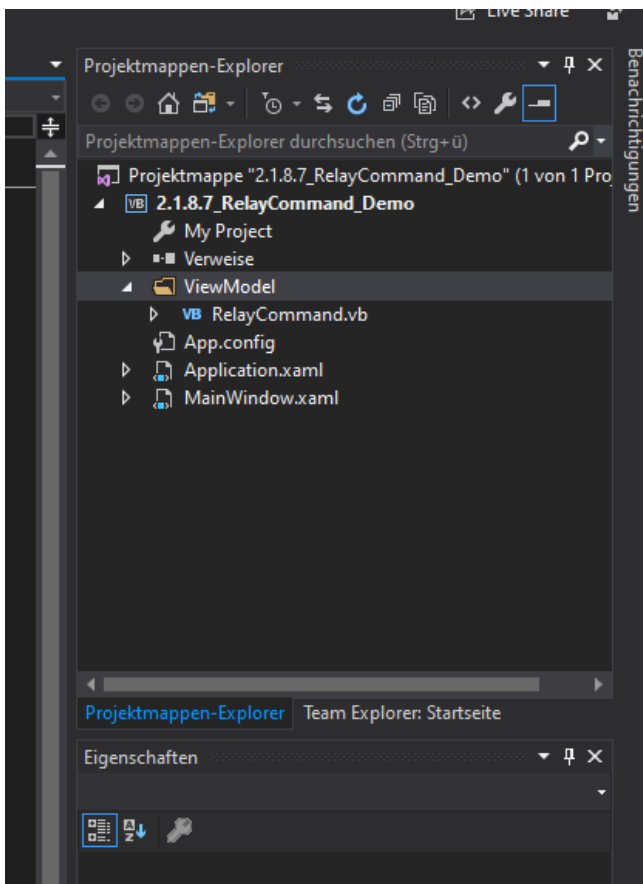 Live Share
Projektmappen-Explorer
Projektmappen-Explorer durchsuchen (Strg+ü)
Projektmappe "2.1.8.7_RelayCommand_Demo" (1 von 1 Pro
VB 2.1.8.7_RelayCommand_Demo
My Project
Verweise
ViewModel
VB RelayCommand.vb
App.config
Application.xaml
MainWindow.xaml
Projektmappen-Explorer Team Explorer: Startseite
Eigenschaften
Benachrichtigungen